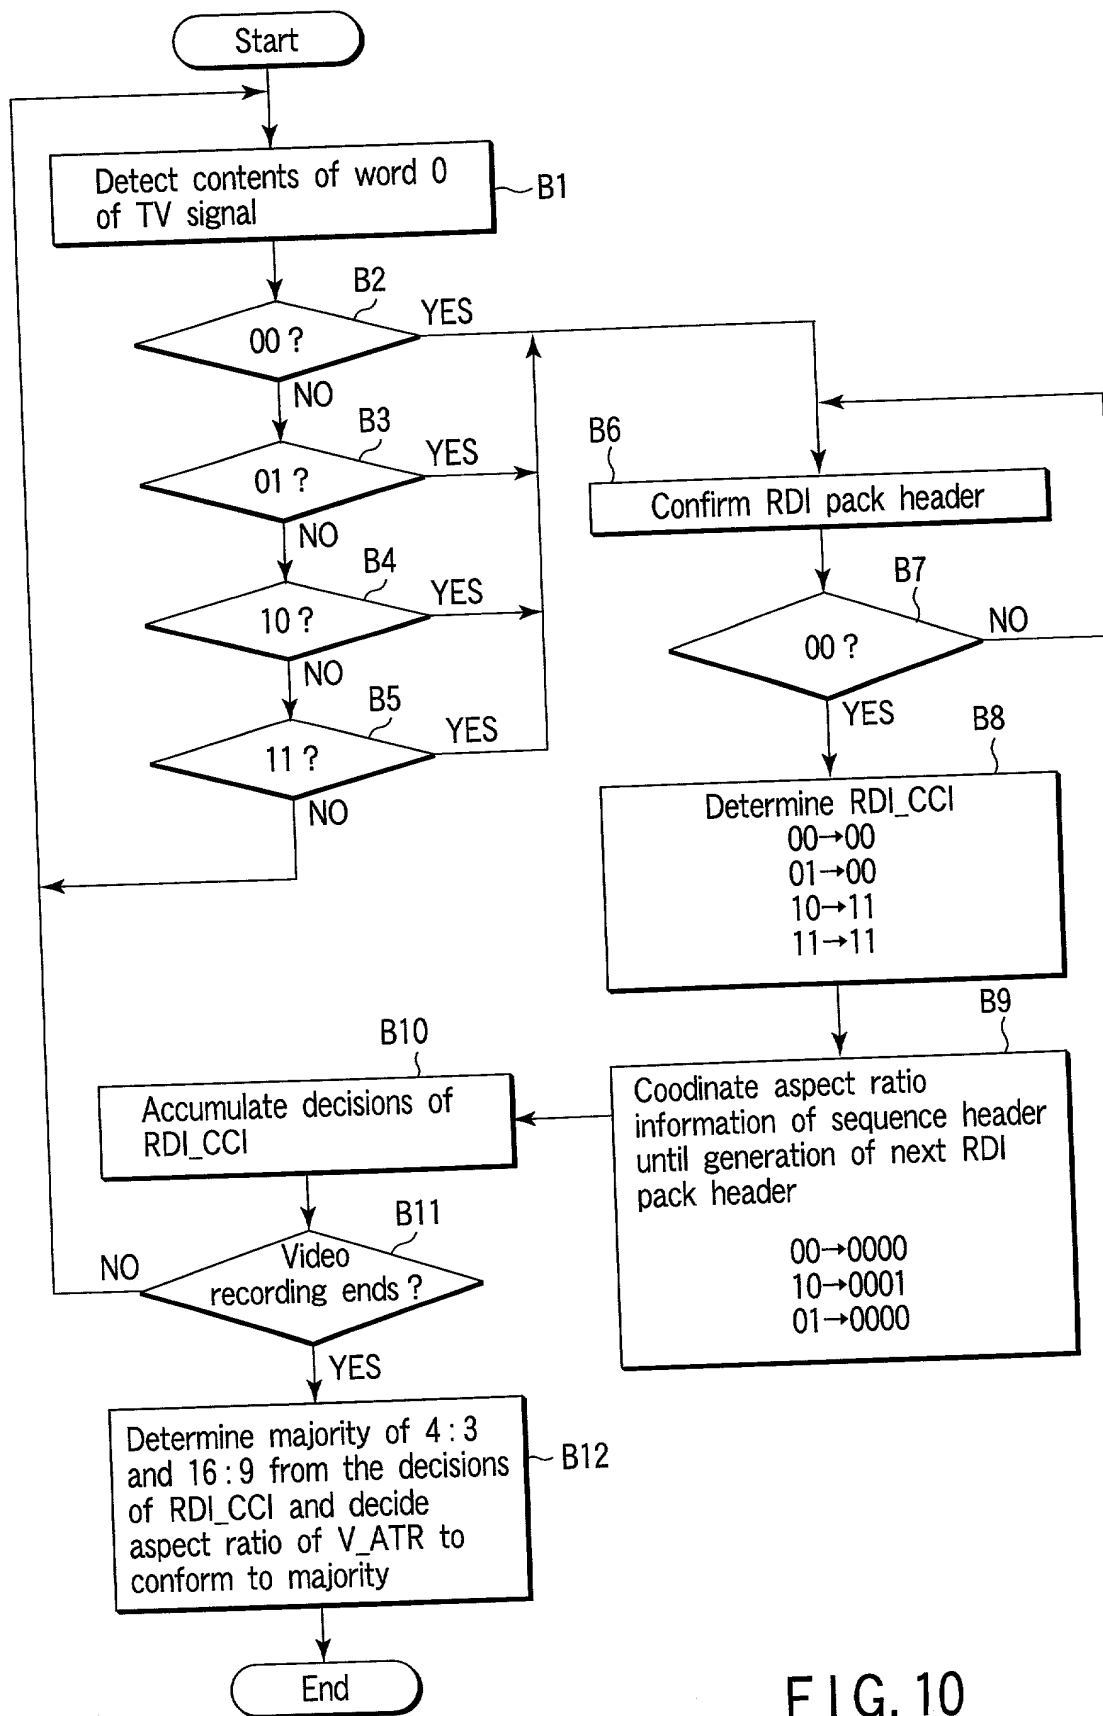 Start
Detect contents of word 0
of TV signal
B1
B2
00 ?
YES
NO
B3
01 ?
YES
NO
B4
10 ?
YES
NO
B5
11 ?
YES
NO
B6
Confirm RDI pack header
B7
00 ?
NO
YES
B8
Determine RDI_CCI
00→00
01→00
10→11
11→11
B9
Coodinate aspect ratio
information of sequence header
until generation of next RDI
pack header
00→0000
10→0001
01→0000
B10
Accumulate decisions of
RDI_CCI
B11
Video
recording ends ?
NO
YES
Determine majority of 4 : 3
and 16 : 9 from the decisions
of RDI_CCI and decide
aspect ratio of V_ATR to
conform to majority
B12
End
FIG. 10